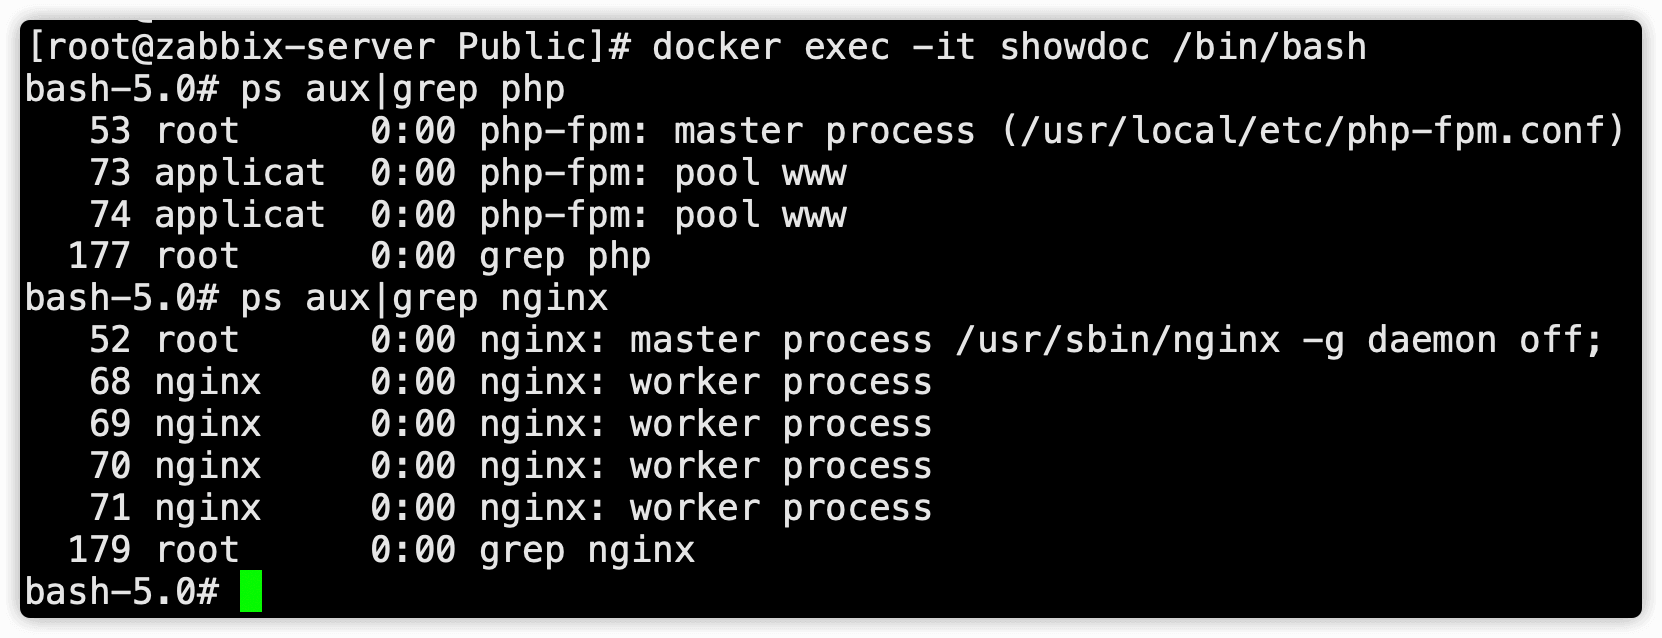 [root@zabbix-server Public]# docker exec -it showdoc /bin/bash
bash-5.0# ps aux|grep php
   53 root      0:00 php-fpm: master process (/usr/local/etc/php-fpm.conf)
   73 applicat  0:00 php-fpm: pool www
   74 applicat  0:00 php-fpm: pool www
  177 root      0:00 grep php
bash-5.0# ps aux|grep nginx
   52 root      0:00 nginx: master process /usr/sbin/nginx -g daemon off;
   68 nginx     0:00 nginx: worker process
   69 nginx     0:00 nginx: worker process
   70 nginx     0:00 nginx: worker process
   71 nginx     0:00 nginx: worker process
  179 root      0:00 grep nginx
bash-5.0#